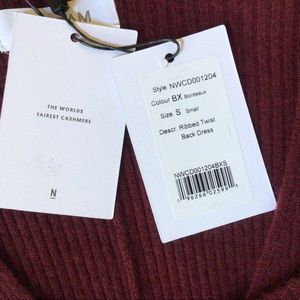 THE WORLDS
FAIREST CASHMERE
N
Style NWCD001204
Colour BX Bordeaux
Size S Small
Descr. Ribbed Twist
Back Dress
NWCD001204BXS